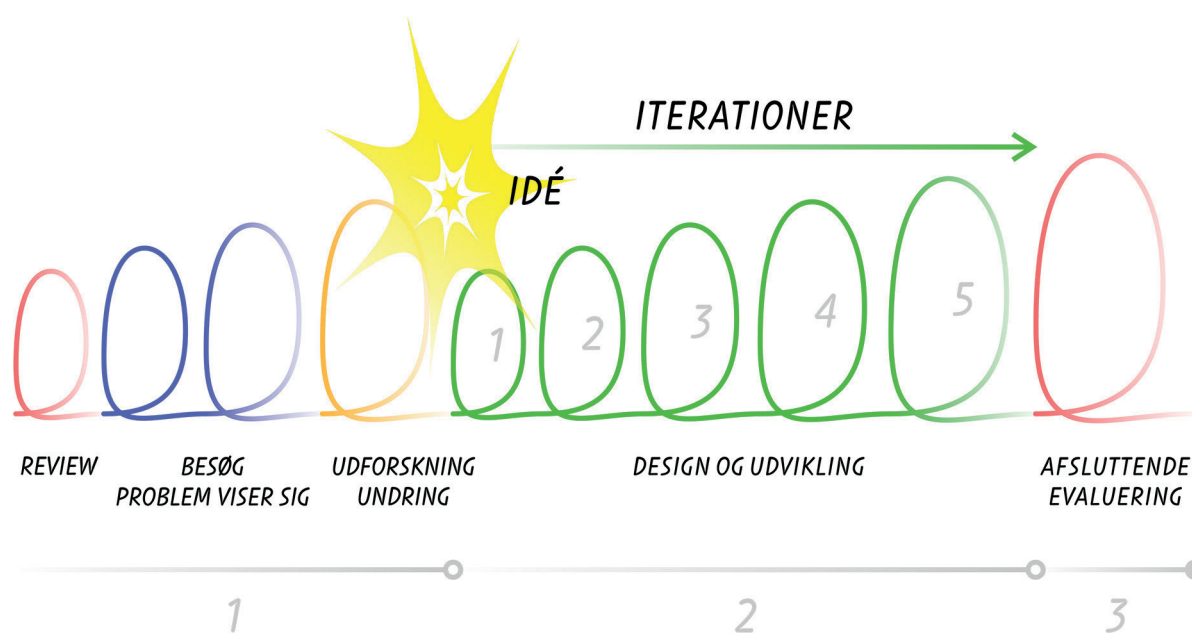 ITERATIONER
IDÉ
1
2
3
4
5
REVIEW
BESØG
PROBLEM VISER SIG
UDFORSKNING
UNDRING
DESIGN OG UDVIKLING
AFSLUTTENDE
EVALUERING
1
2
3